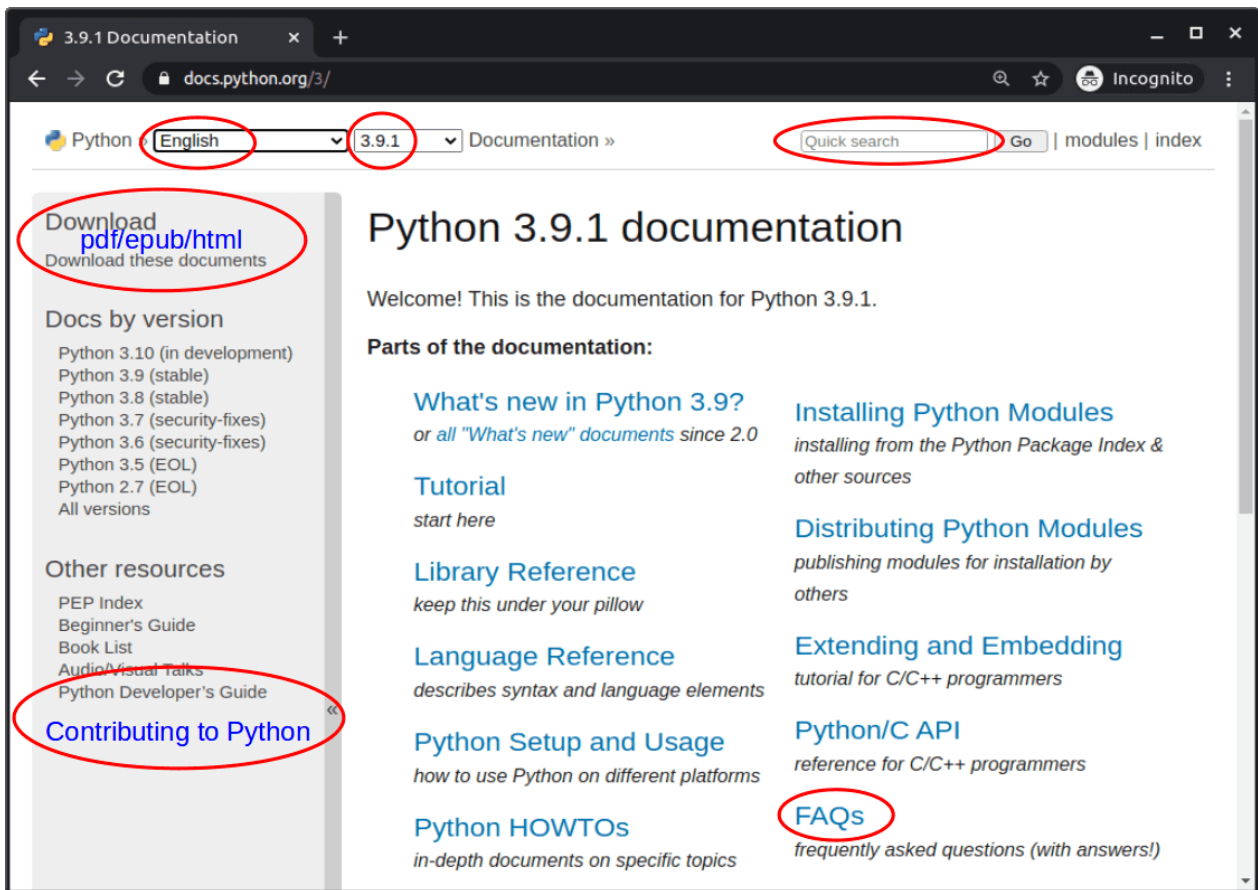 3.9.1 Documentation
docs.python.org/3/
Incognito
Python » English 3.9.1 Documentation »
Quick search Go | modules | index
Download
pdf/epub/html
Download these documents
Docs by version
Python 3.10 (in development)
Python 3.9 (stable)
Python 3.8 (stable)
Python 3.7 (security-fixes)
Python 3.6 (security-fixes)
Python 3.5 (EOL)
Python 2.7 (EOL)
All versions
Other resources
PEP Index
Beginner's Guide
Book List
Audio/Visual Talks
Python Developer's Guide
«
Contributing to Python
Python 3.9.1 documentation
Welcome! This is the documentation for Python 3.9.1.
Parts of the documentation:
What's new in Python 3.9?
or all "What's new" documents since 2.0
Tutorial
start here
Library Reference
keep this under your pillow
Language Reference
describes syntax and language elements
Python Setup and Usage
how to use Python on different platforms
Python HOWTOs
in-depth documents on specific topics
Installing Python Modules
installing from the Python Package Index &
other sources
Distributing Python Modules
publishing modules for installation by
others
Extending and Embedding
tutorial for C/C++ programmers
Python/C API
reference for C/C++ programmers
FAQs
frequently asked questions (with answers!)